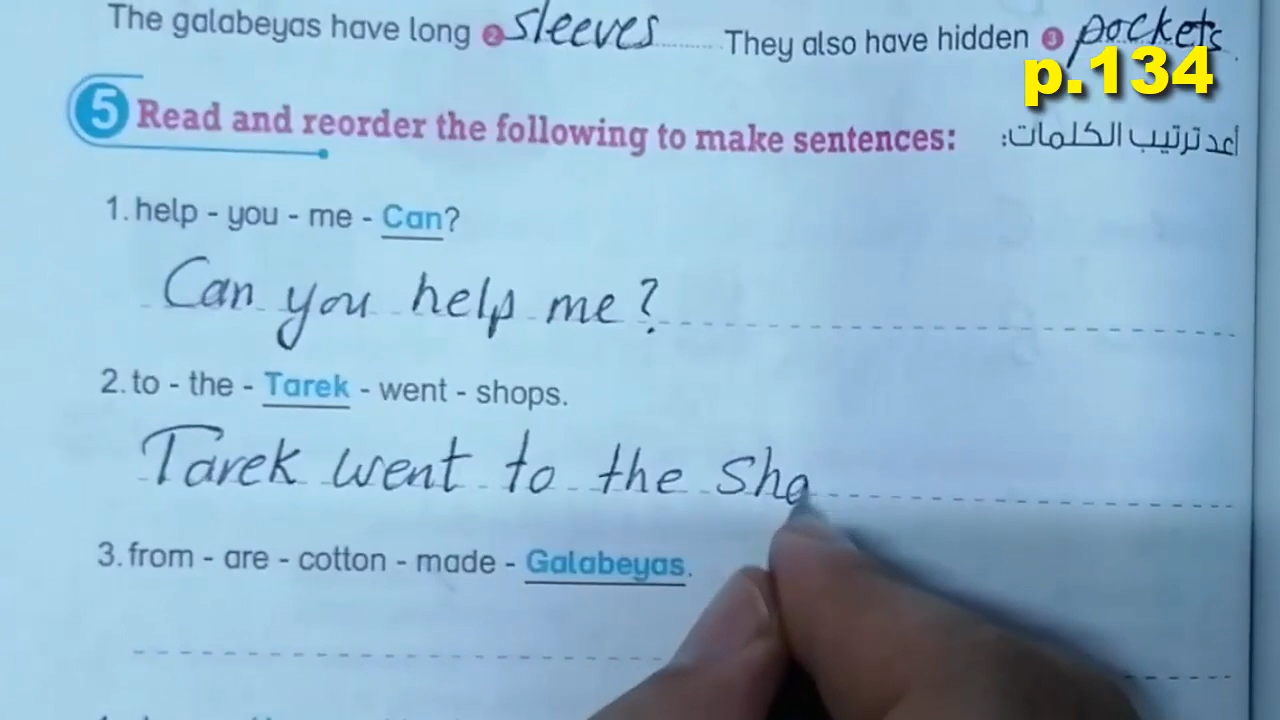 The galabeyas have long 2 sleeves They also have hidden 3 pockets.
p.134
5 Read and reorder the following to make sentences: أعد ترتيب الكلمات:
1. help - you - me - Can?
Can you help me?
2. to - the - Tarek - went - shops.
Tarek went to the sho
3. from - are - cotton - made - Galabeyas.